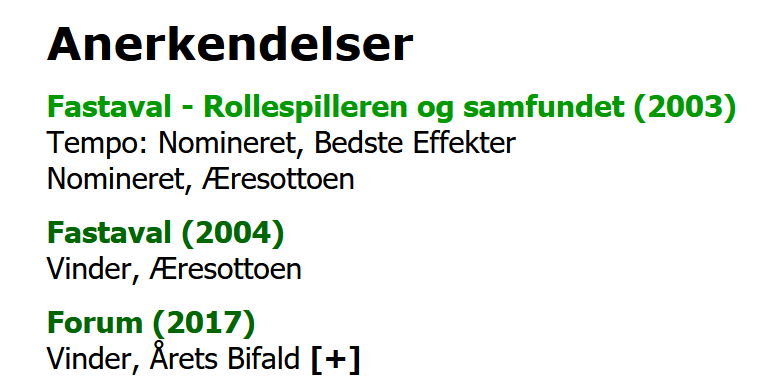 Anerkendelser
Fastaval - Rollespilleren og samfundet (2003)
Tempo: Nomineret, Bedste Effekter
Nomineret, Æresottoen
Fastaval (2004)
Vinder, Æresottoen
Forum (2017)
Vinder, Årets Bifald [+]